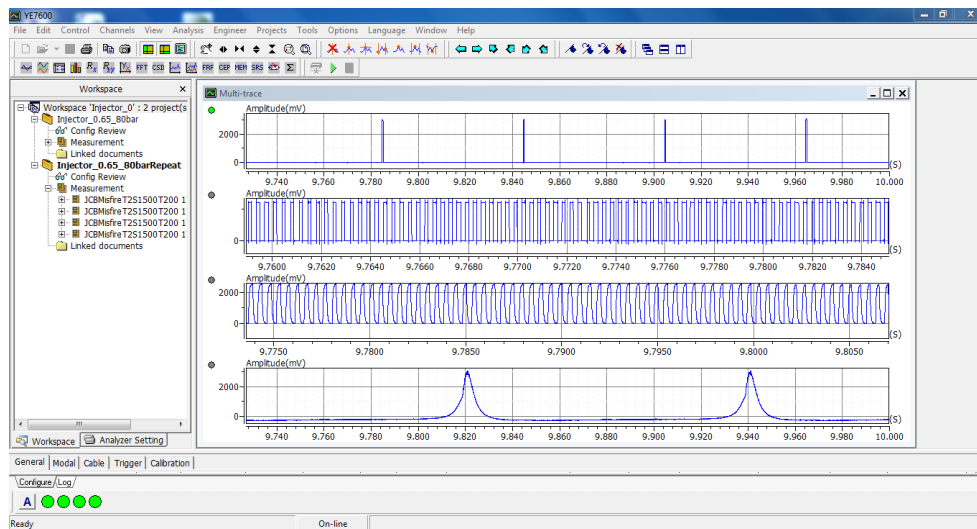 YE7600
File Edit Control Channels View Analysis Engineer Projects Tools Options Language Window Help
FFT CSD FRF CEP MEM SRS Σ
Workspace
Workspace 'Injector_0' : 2 project(s
Injector_0.65_80bar
Config Review
Measurement
Linked documents
Injector_0.65_80barRepeat
Config Review
Measurement
JCBMisfireT2S1500T200 1
JCBMisfireT2S1500T200 1
JCBMisfireT2S1500T200 1
JCBMisfireT2S1500T200 1
Linked documents
Workspace Analyzer Setting
Multi-trace
Amplitude(mV)
2000
0
(S)
9.740 9.760 9.780 9.800 9.820 9.840 9.860 9.880 9.900 9.920 9.940 9.960 9.980 10.000
Amplitude(mV)
0
(S)
9.7600 9.7620 9.7640 9.7660 9.7680 9.7700 9.7720 9.7740 9.7760 9.7780 9.7800 9.7820 9.7840
Amplitude(mV)
2000
0
(S)
9.7750 9.7800 9.7850 9.7900 9.7950 9.8000 9.8050
Amplitude(mV)
2000
0
(S)
9.740 9.760 9.780 9.800 9.820 9.840 9.860 9.880 9.900 9.920 9.940 9.960 9.980 10.000
General Modal Cable Trigger Calibration
Configure Log
A
Ready On-line